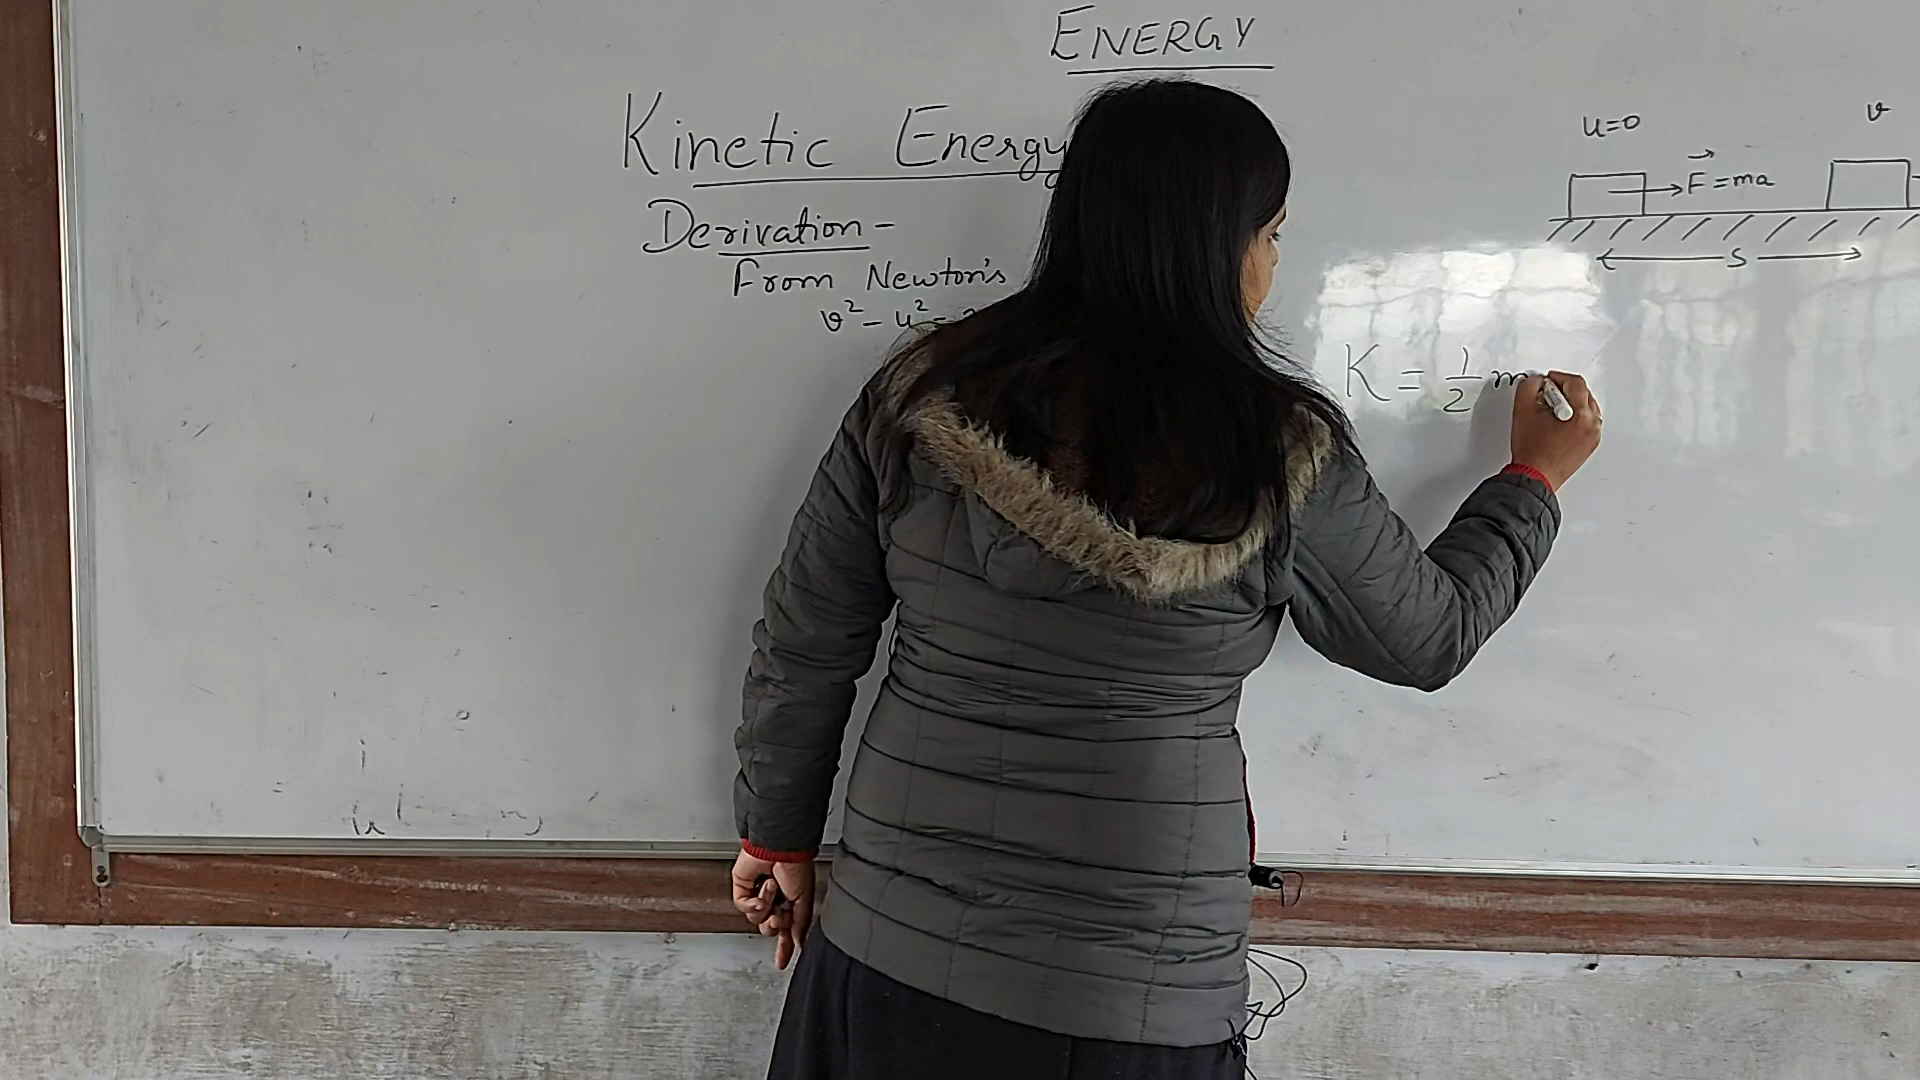 ENERGY
Kinetic Energy
Derivation-
From Newton's
v² - u² =
u=0
v
F⃗ = ma
s
K = 1/2 m